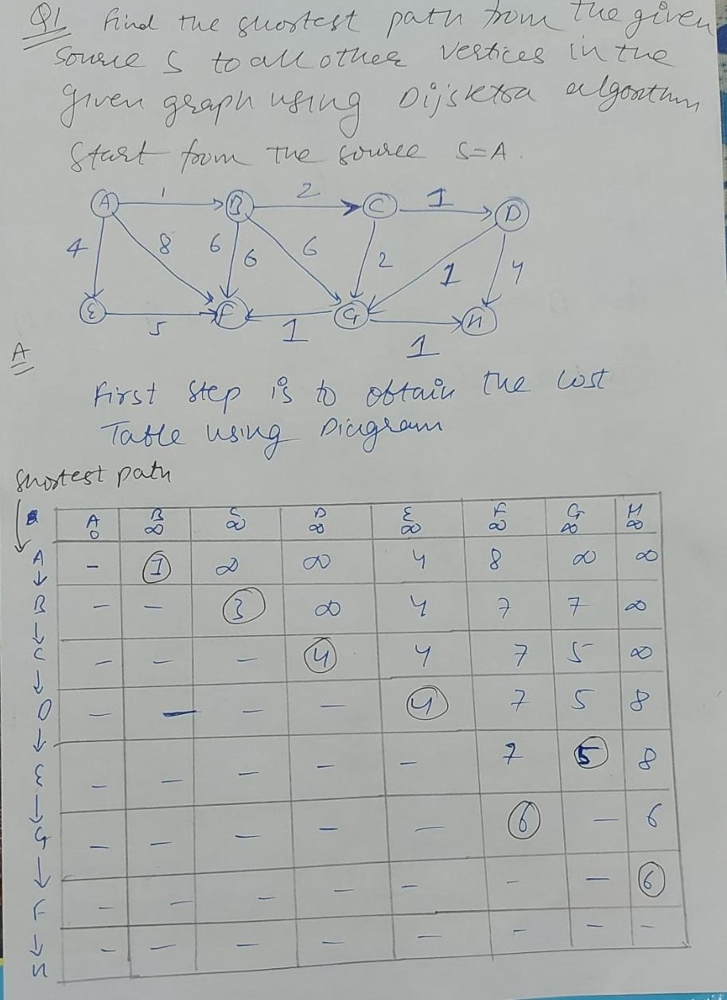 Q1 Find the shortest path from the given
Sourse S to all other vertices in the
given graph using Dijsktra algorithm
Start from the source S=A.
1 2 1
A B C D
4 8 6 6 6 2 1 4
E F G H
5 1 1
A
First step is to obtain the Cost
Table using Diagram
Shortest path
A B C D E F G H
0 ∞ ∞ ∞ ∞ ∞ ∞ ∞
A - 1 ∞ ∞ 4 8 ∞ ∞
↓
B - - 3 ∞ 4 7 7 ∞
↓
C - - - 4 4 7 5 ∞
↓
D - - - - 4 7 5 8
↓
E - - - - - 7 5 8
↓
G - - - - - 6 - 6
↓
F - - - - - - - 6
↓
H - - - - - - - -